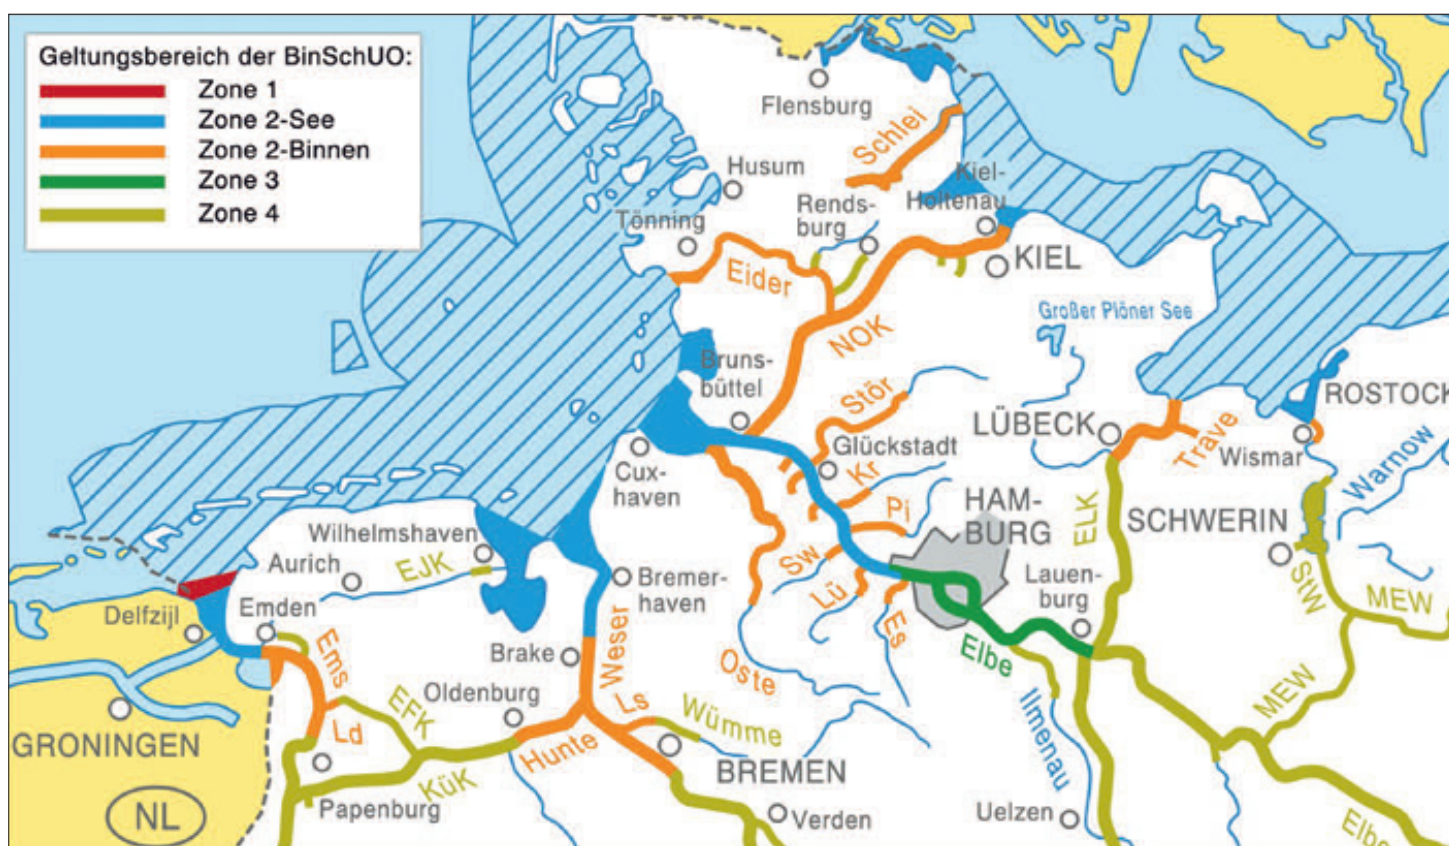 Geltungsbereich der BinSchUO:
Zone 1
Zone 2-See
Zone 2-Binnen
Zone 3
Zone 4
Flensburg
Schlei
Husum
Kiel-
Holtenau
Rends-
burg
Tönning
KIEL
Eider
Großer Plöner See
NOK
Bruns-
büttel
Stör
ROSTOCK
LÜBECK
Glückstadt
Trave
Wismar
Warnow
Cux-
haven
Kr
HAM-
BURG
Pi
ELK
SCHWERIN
Wilhelmshaven
EJK
Aurich
Sw
Lü
Es
Bremer-
haven
Lauen-
burg
StW
MEW
Delfzijl
Emden
Ems
Weser
Brake
Oste
Elbe
Oldenburg
EFK
Ls
Wümme
Ilmenau
MEW
GRONINGEN
Ld
Hunte
BREMEN
KüK
Papenburg
NL
Verden
Uelzen
Elbe